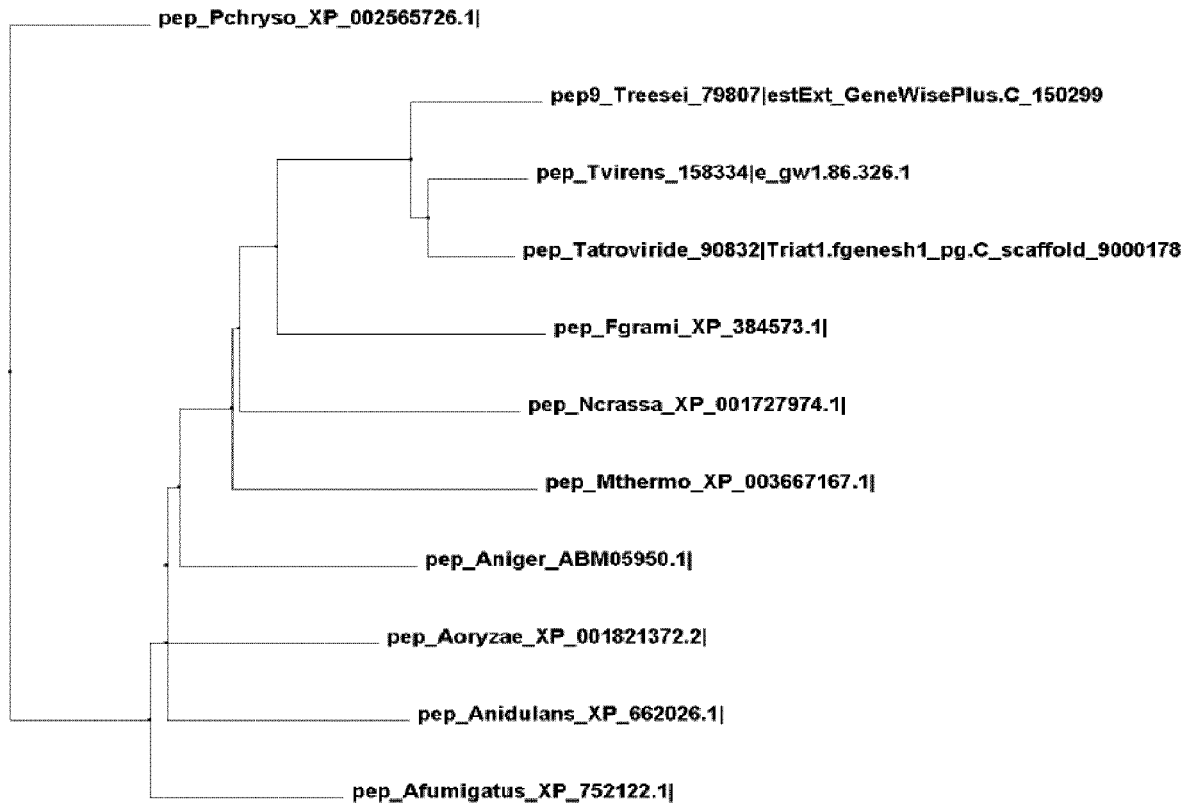 pep_Pchryso_XP_002565726.1|
pep9_Treesei_79807|estExt_GeneWisePlus.C_150299
pep_Tvirens_158334|e_gw1.86.326.1
pep_Tatroviride_90832|Triat1.fgenesh1_pg.C_scaffold_9000178
pep_Fgrami_XP_384573.1|
pep_Ncrassa_XP_001727974.1|
pep_Mthermo_XP_003667167.1|
pep_Aniger_ABM05950.1|
pep_Aoryzae_XP_001821372.2|
pep_Anidulans_XP_662026.1|
pep_Afumigatus_XP_752122.1|